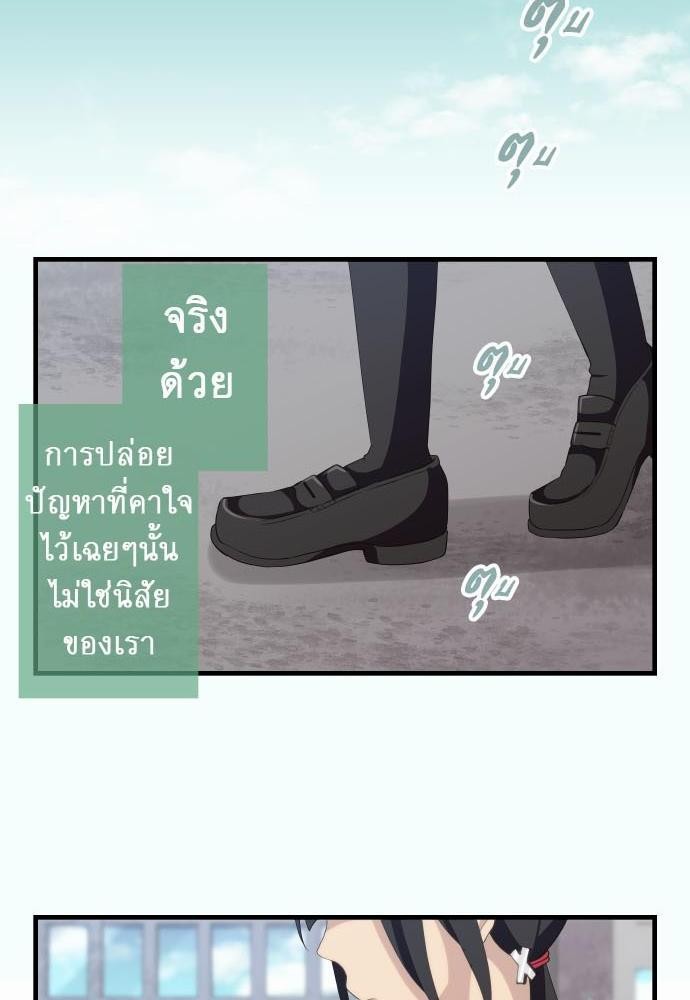 ตุบ
ตุบ
จริง
ด้วย
ตุบ
การปล่อย
ปัญหาที่คาใจ
ไว้เฉยๆนั้น
ไม่ใช่นิสัย
ของเรา
ตุบ